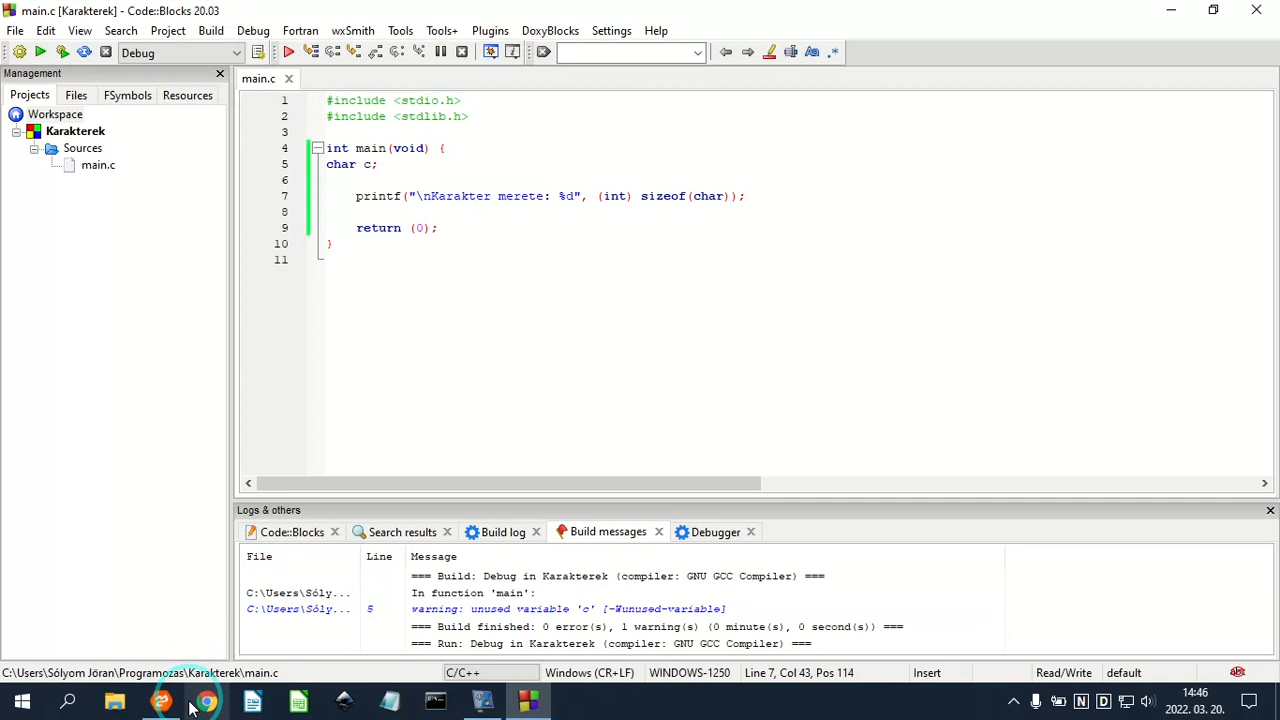 main.c [Karakterek] - Code::Blocks 20.03
File Edit View Search Project Build Debug Fortran wxSmith Tools Tools+ Plugins DoxyBlocks Settings Help
Debug
Management
Projects Files FSymbols Resources
Workspace
Karakterek
Sources
main.c
main.c
1 #include <stdio.h>
2 #include <stdlib.h>
3
4 int main(void) {
5 char c;
6
7 printf("\nKarakter merete: %d", (int) sizeof(char));
8
9 return (0);
10 }
11
Logs & others
Code::Blocks Search results Build log Build messages Debugger
File Line Message
=== Build: Debug in Karakterek (compiler: GNU GCC Compiler) ===
C:\Users\Sóly... In function 'main':
C:\Users\Sóly... 5 warning: unused variable 'c' [-Wunused-variable]
=== Build finished: 0 error(s), 1 warning(s) (0 minute(s), 0 second(s)) ===
=== Run: Debug in Karakterek (compiler: GNU GCC Compiler) ===
C:\Users\Sólyom Jóran\Programozas\Karakterek\main.c C/C++ Windows (CR+LF) WINDOWS-1250 Line 7, Col 43, Pos 114 Insert Read/Write default
14:46
2022. 03. 20.